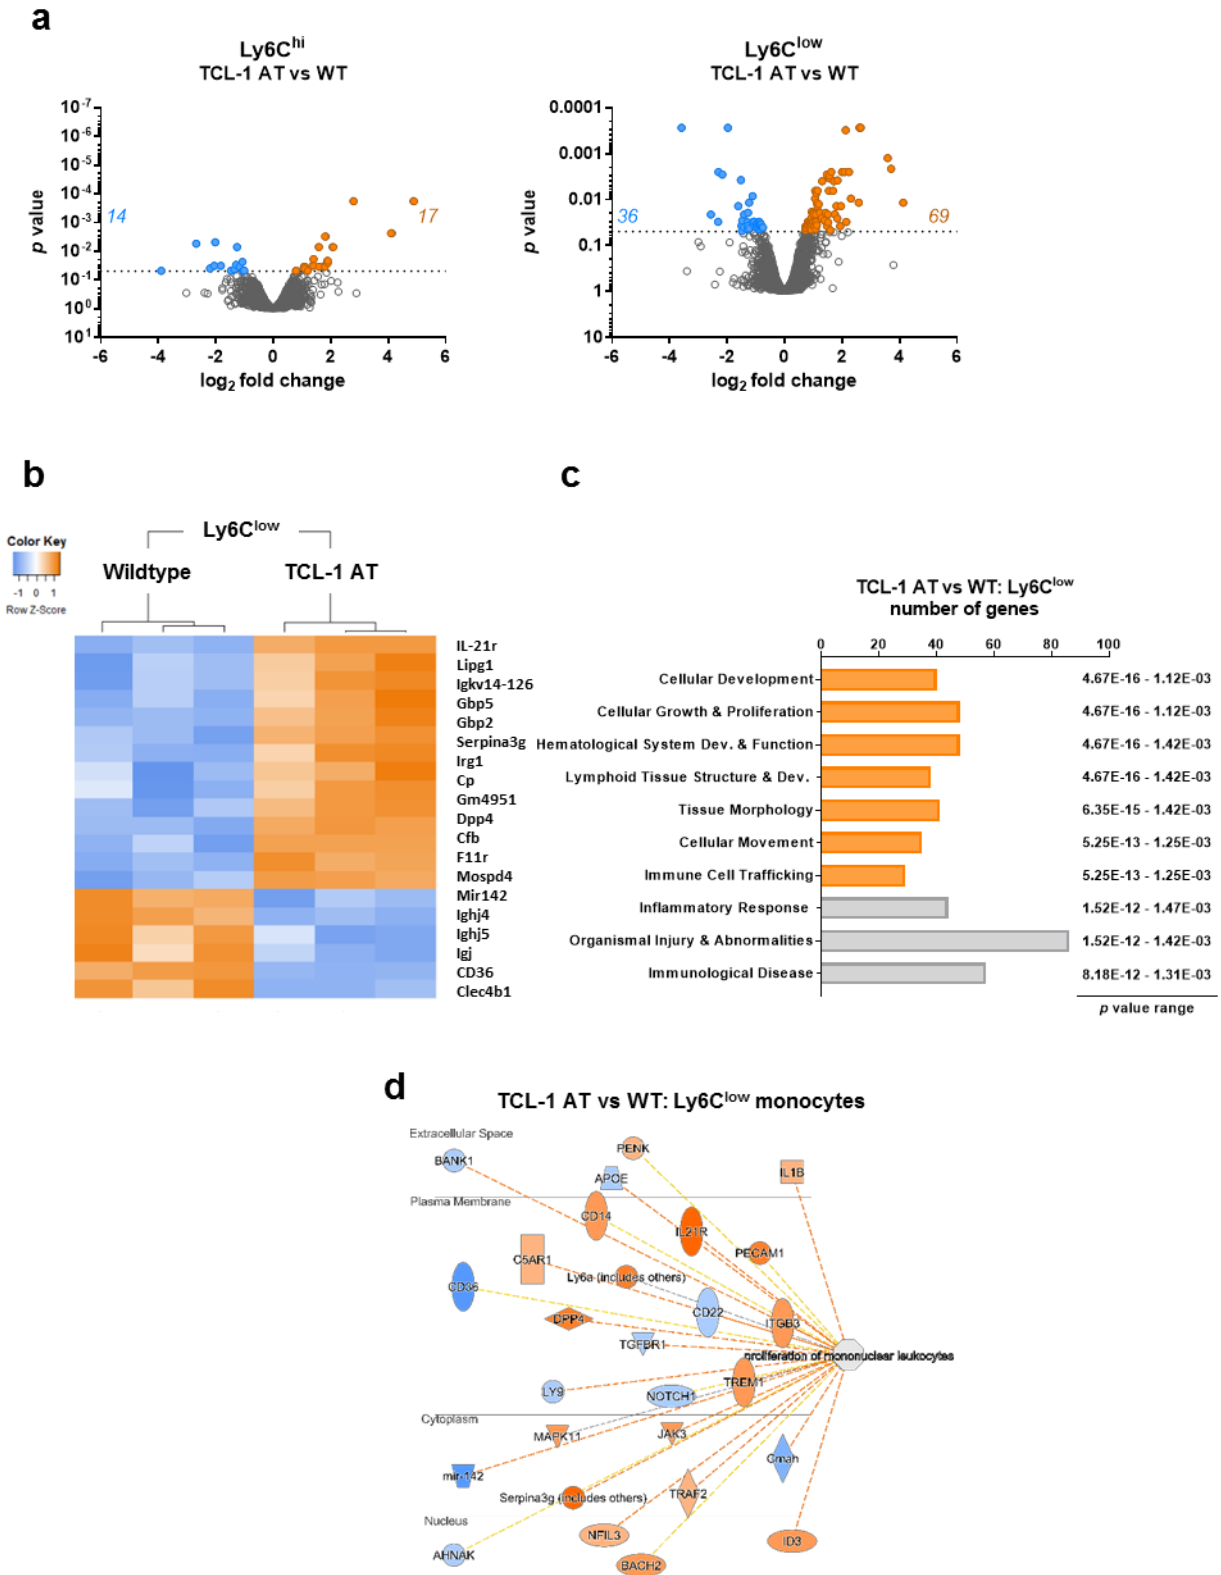 a
Ly6Chi
TCL-1 AT vs WT
10-7
10-6
10-5
10-4
10-3
10-2
10-1
100
101
p value
14
17
-6 -4 -2 0 2 4 6
log2 fold change
Ly6Clow
TCL-1 AT vs WT
0.0001
0.001
0.01
0.1
1
10
p value
36
69
-6 -4 -2 0 2 4 6
log2 fold change
b
Ly6Clow
Color Key
-1 0 1
Row Z-Score
Wildtype
TCL-1 AT
IL-21r
Lipg1
Igkv14-126
Gbp5
Gbp2
Serpina3g
Irg1
Cp
Gm4951
Dpp4
Cfb
F11r
Mospd4
Mir142
Ighj4
Ighj5
Igj
CD36
Clec4b1
c
TCL-1 AT vs WT: Ly6Clow
number of genes
0 20 40 60 80 100
Cellular Development 4.67E-16 - 1.12E-03
Cellular Growth & Proliferation 4.67E-16 - 1.12E-03
Hematological System Dev. & Function 4.67E-16 - 1.42E-03
Lymphoid Tissue Structure & Dev. 4.67E-16 - 1.42E-03
Tissue Morphology 6.35E-15 - 1.42E-03
Cellular Movement 5.25E-13 - 1.25E-03
Immune Cell Trafficking 5.25E-13 - 1.25E-03
Inflammatory Response 1.52E-12 - 1.47E-03
Organismal Injury & Abnormalities 1.52E-12 - 1.42E-03
Immunological Disease 8.18E-12 - 1.31E-03
p value range
d
TCL-1 AT vs WT: Ly6Clow monocytes
Extracellular Space
PENK
BANK1
APOE
IL1B
Plasma Membrane
CD14
IL21R
PECAM1
C5AR1
Ly6a (includes others)
CD36
CD22
DPP4
ITGB3
TGFBR1
proliferation of mononuclear leukocytes
TREM1
LY9
NOTCH1
Cytoplasm
MAPK11
JAK3
Cmah
mir-142
Serpina3g (includes others)
TRAF2
Nucleus
NFIL3
ID3
AHNAK
BACH2